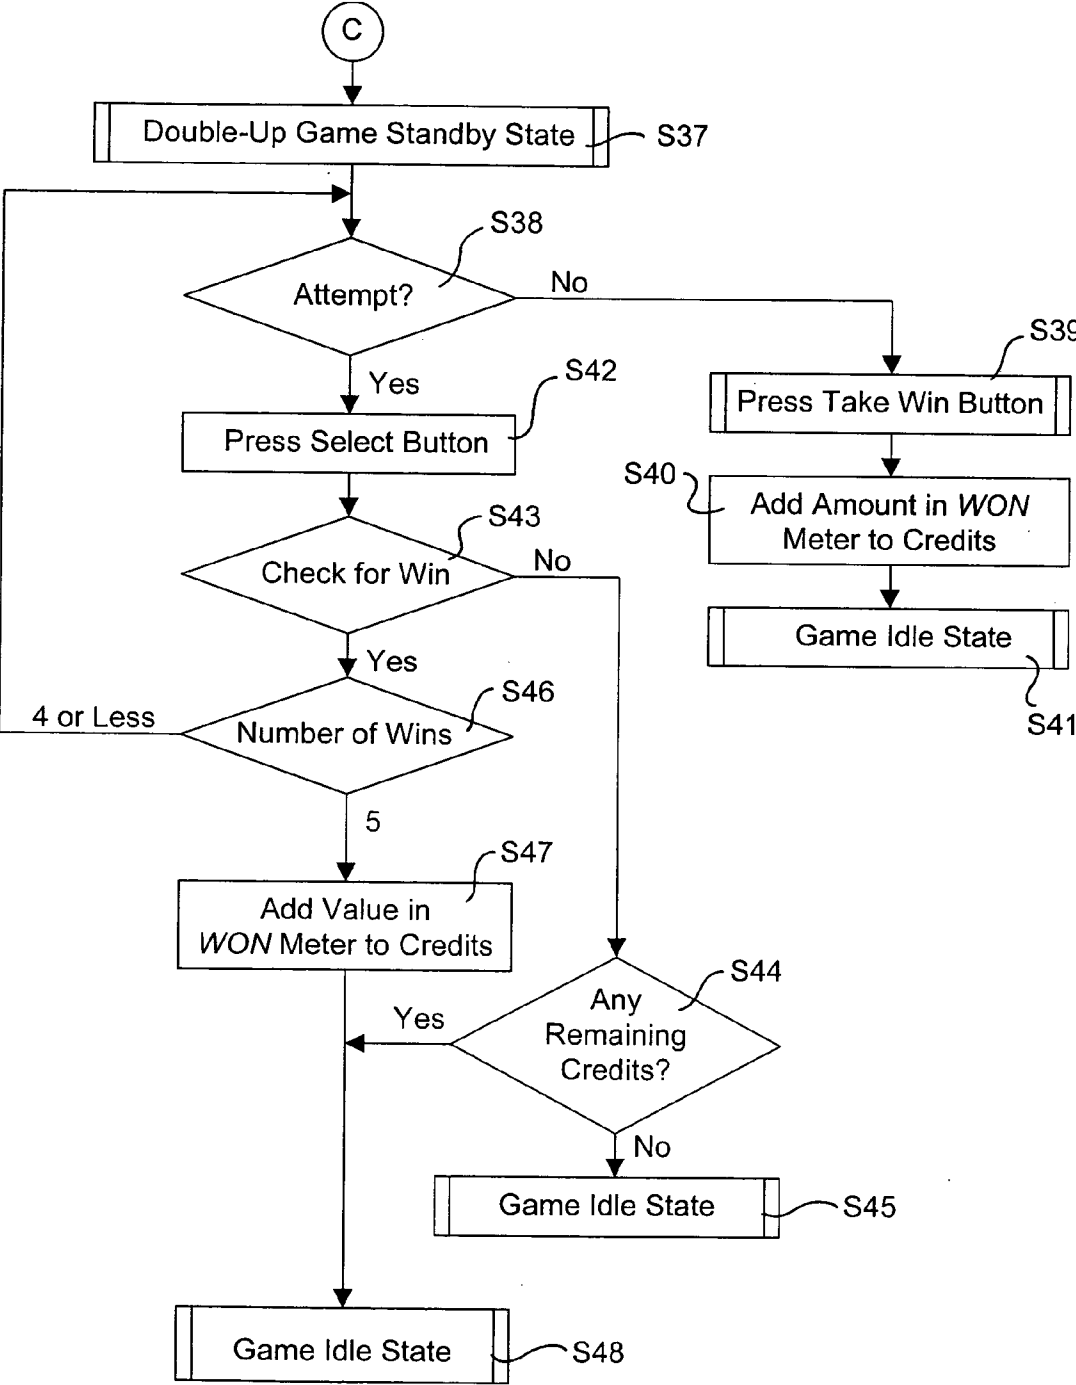 C
Double-Up Game Standby State
S37
S38
Attempt?
No
Yes
S39
Press Take Win Button
S42
Press Select Button
S40
Add Amount in WON
Meter to Credits
S43
Check for Win
No
Yes
Game Idle State
S41
S46
4 or Less
Number of Wins
5
S47
Add Value in
WON Meter to Credits
S44
Any
Remaining
Credits?
Yes
No
Game Idle State
S45
Game Idle State
S48